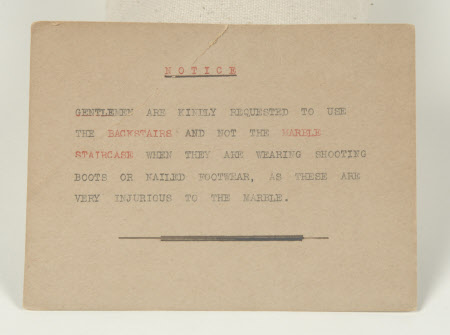 NOTICE
GENTLEMEN ARE KINDLY REQUESTED TO USE
THE BACKSTAIRS AND NOT THE MARBLE
STAIRCASE WHEN THEY ARE WEARING SHOOTING
BOOTS OR NAILED FOOTWEAR, AS THESE ARE
VERY INJURIOUS TO THE MARBLE.